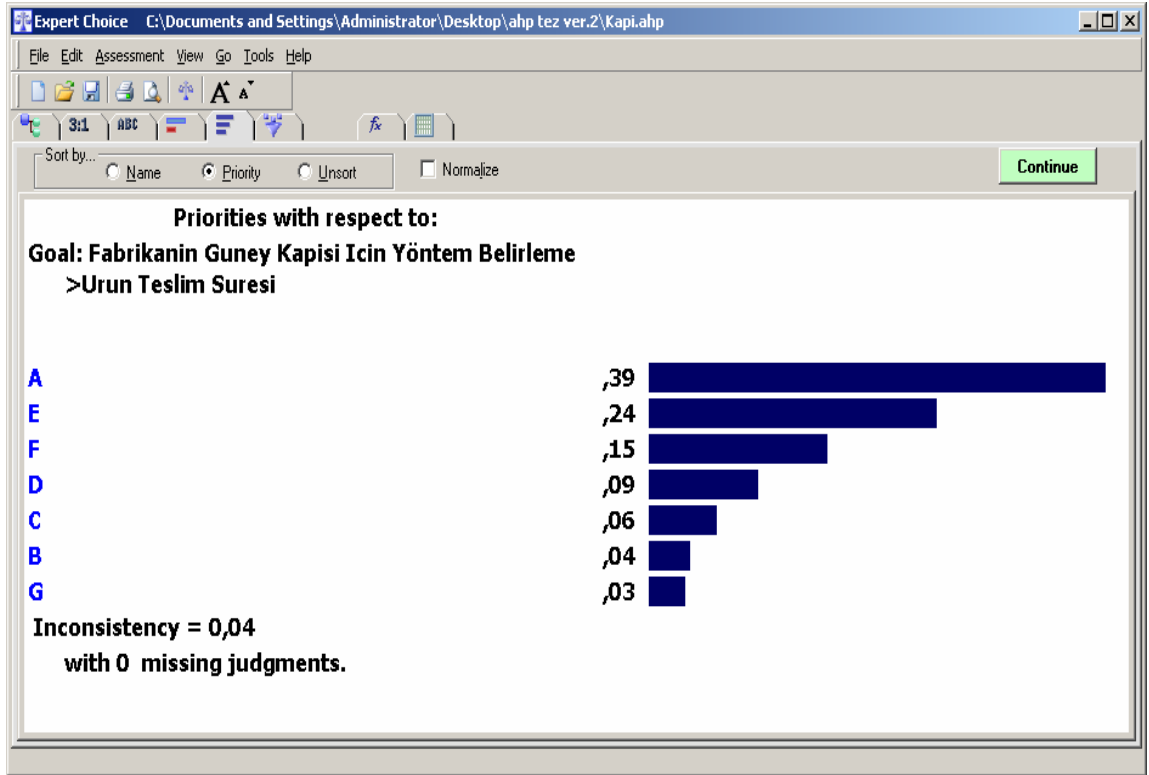 Expert Choice C:\Documents and Settings\Administrator\Desktop\ahp tez ver.2\Kapi.ahp
File Edit Assessment View Go Tools Help
A A
3:1 ABC fx
Sort by... Name Priority Unsort Normalize Continue
Priorities with respect to:
Goal: Fabrikanin Guney Kapisi Icin Yöntem Belirleme
>Urun Teslim Suresi
A ,39
E ,24
F ,15
D ,09
C ,06
B ,04
G ,03
Inconsistency = 0,04
with 0 missing judgments.